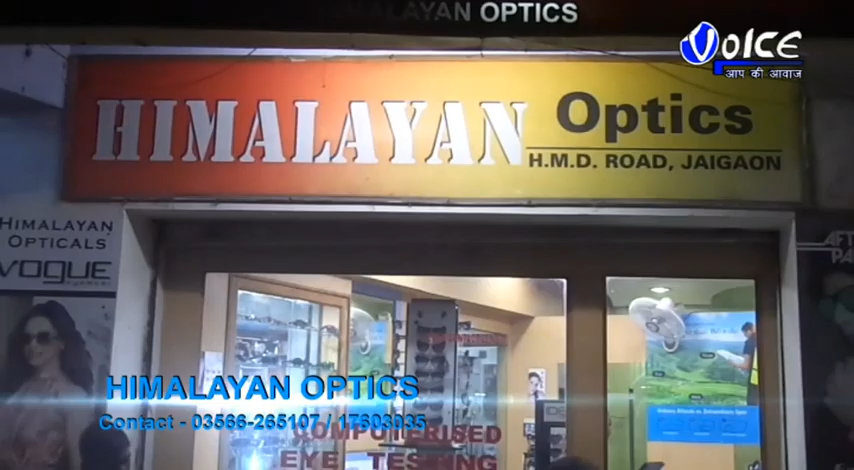 HIMALAYAN OPTICS
VOICE
आप की आवाज
HIMALAYAN Optics
H.M.D. ROAD, JAIGAON
HIMALAYAN
OPTICALS
VOGUE
HIMALAYAN OPTICS
Contact - 03566-265107 / 17603035
COMPUTERISED
EYE TESTING